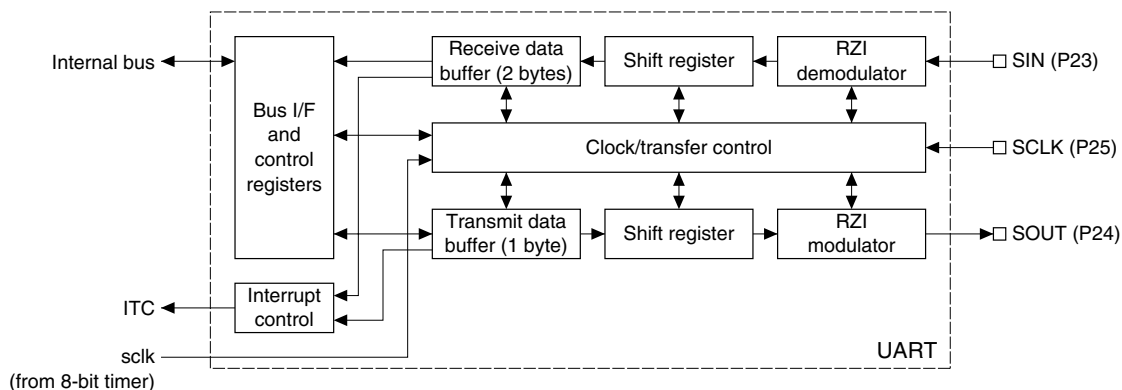 Internal bus
Bus I/F
and
control
registers
Receive data
buffer (2 bytes)
Shift register
RZI
demodulator
SIN (P23)
Clock/transfer control
SCLK (P25)
Transmit data
buffer (1 byte)
Shift register
RZI
modulator
SOUT (P24)
ITC
Interrupt
control
sclk
(from 8-bit timer)
UART